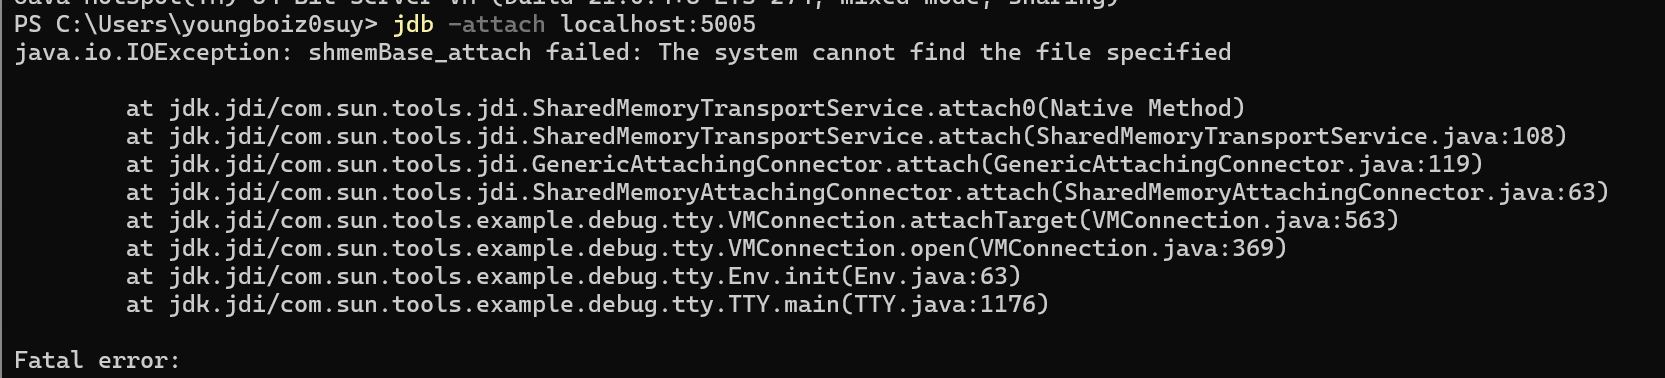 PS C:\Users\youngboiz0suy> jdb -attach localhost:5005
java.io.IOException: shmemBase_attach failed: The system cannot find the file specified
at jdk.jdi/com.sun.tools.jdi.SharedMemoryTransportService.attach0(Native Method)
at jdk.jdi/com.sun.tools.jdi.SharedMemoryTransportService.attach(SharedMemoryTransportService.java:108)
at jdk.jdi/com.sun.tools.jdi.GenericAttachingConnector.attach(GenericAttachingConnector.java:119)
at jdk.jdi/com.sun.tools.jdi.SharedMemoryAttachingConnector.attach(SharedMemoryAttachingConnector.java:63)
at jdk.jdi/com.sun.tools.example.debug.tty.VMConnection.attachTarget(VMConnection.java:563)
at jdk.jdi/com.sun.tools.example.debug.tty.VMConnection.open(VMConnection.java:369)
at jdk.jdi/com.sun.tools.example.debug.tty.Env.init(Env.java:63)
at jdk.jdi/com.sun.tools.example.debug.tty.TTY.main(TTY.java:1176)
Fatal error: